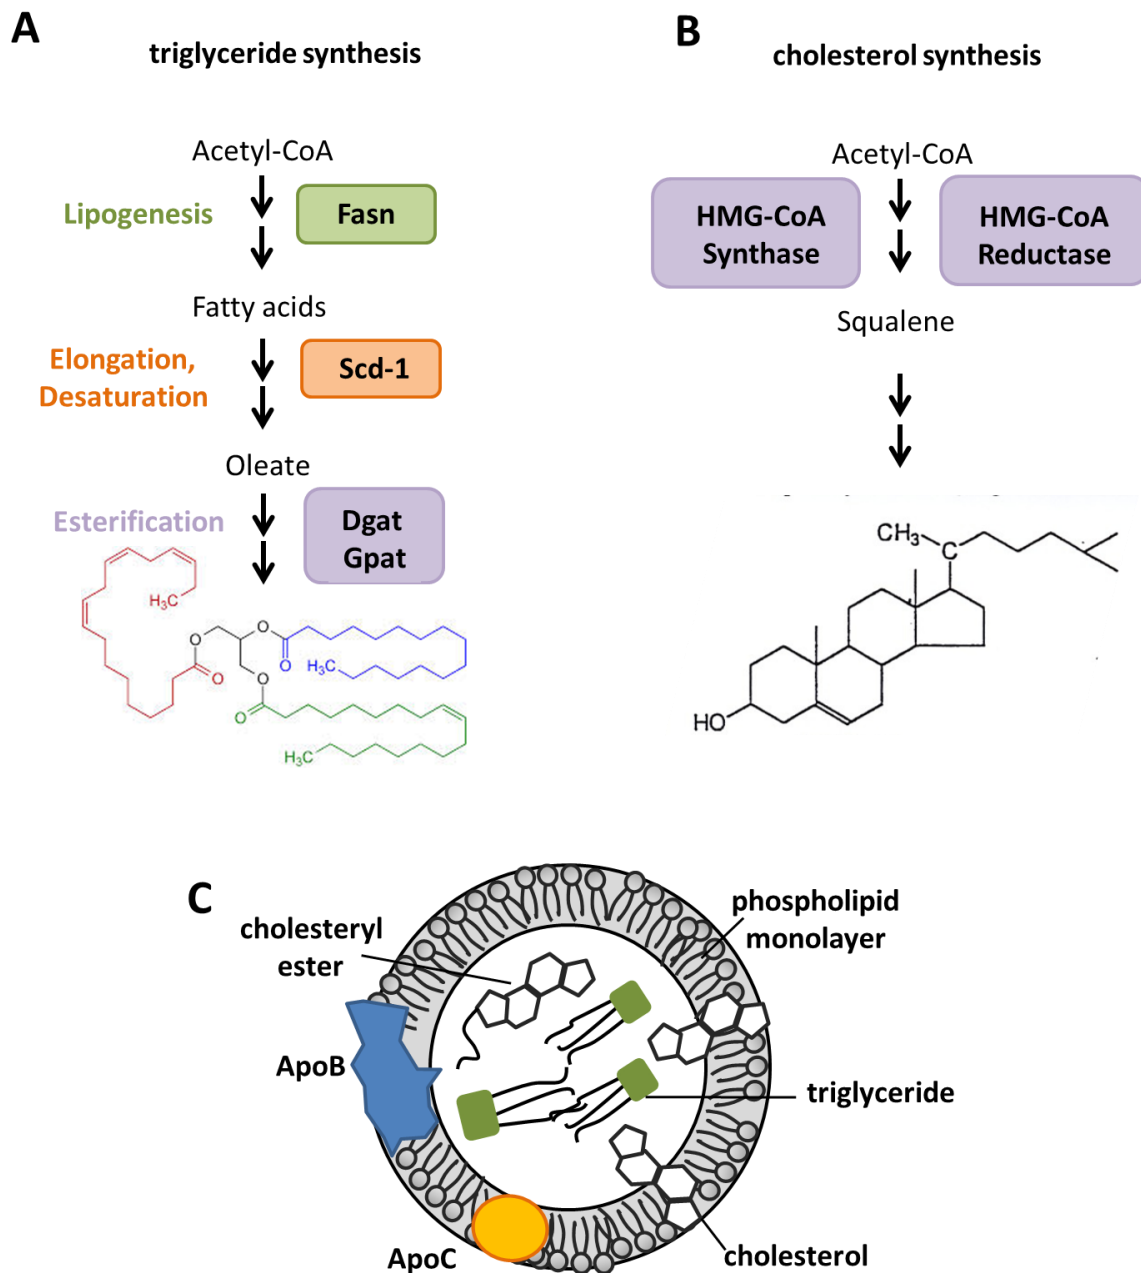 A
triglyceride synthesis
Acetyl-CoA
Lipogenesis
Fasn
Fatty acids
Elongation,
Desaturation
Scd-1
Oleate
Esterification
Dgat
Gpat
H₃C
O
O
O
O
H₃C
O
O
H₃C
B
cholesterol synthesis
Acetyl-CoA
HMG-CoA
Synthase
HMG-CoA
Reductase
Squalene
CH₃
C
HO
C
cholesteryl
ester
phospholipid
monolayer
ApoB
triglyceride
ApoC
cholesterol